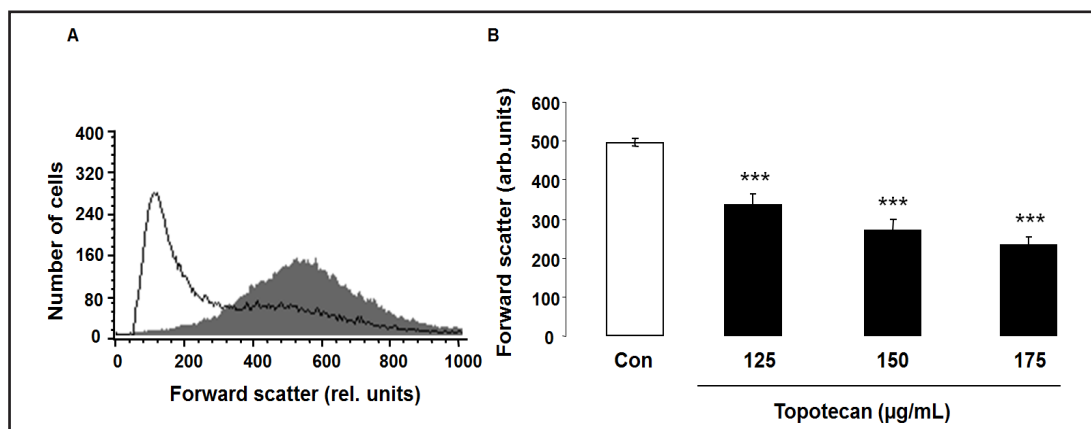 A
400
320
240
160
80
0
Number of cells
0 200 400 600 800 1000
Forward scatter (rel. units)
B
600
500
400
300
200
100
0
Forward scatter (arb.units)
***
***
***
Con 125 150 175
Topotecan (µg/mL)